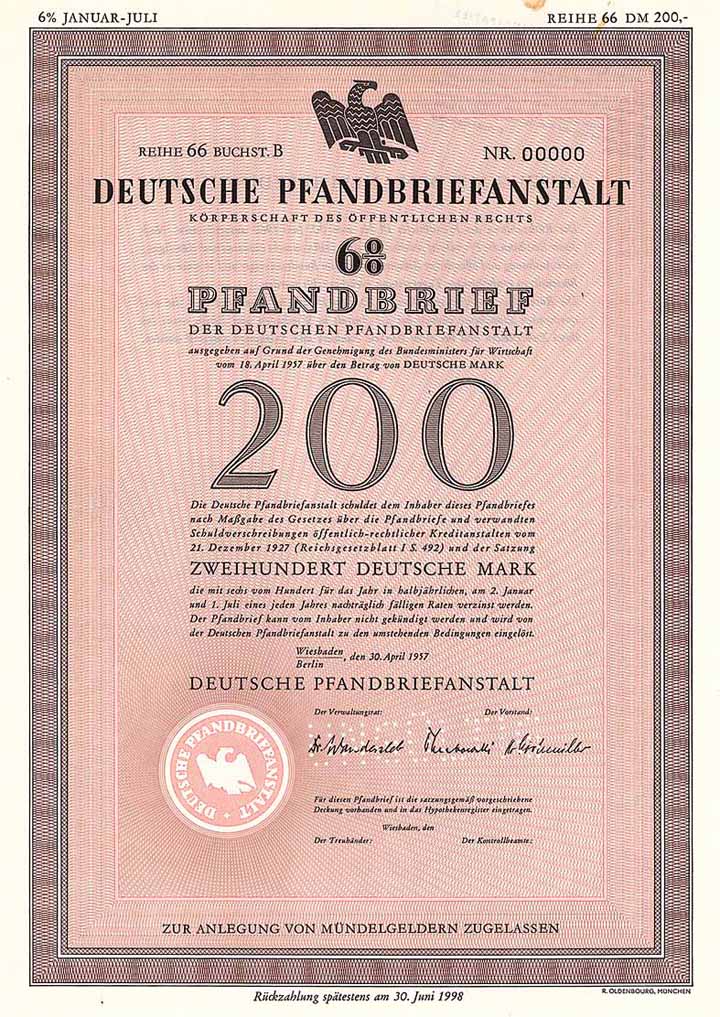 6% JANUAR-JULI
REIHE 66 DM 200,-
REIHE 66 BUCHST. B
NR. 00000
DEUTSCHE PFANDBRIEFANSTALT
KÖRPERSCHAFT DES ÖFFENTLICHEN RECHTS
6%
PFANDBRIEF
DER DEUTSCHEN PFANDBRIEFANSTALT
ausgegeben auf Grund der Genehmigung des Bundesministers für Wirtschaft
vom 18. April 1957 über den Betrag von DEUTSCHE MARK
200
Die Deutsche Pfandbriefanstalt schuldet dem Inhaber dieses Pfandbriefes
nach Maßgabe des Gesetzes über die Pfandbriefe und verwandten
Schuldverschreibungen öffentlich-rechtlicher Kreditanstalten vom
21. Dezember 1927 (Reichsgesetzblatt I S. 492) und der Satzung
ZWEIHUNDERT DEUTSCHE MARK
die mit sechs vom Hundert für das Jahr in halbjährlichen, am 2. Januar
und 1. Juli eines jeden Jahres nachträglich fälligen Raten verzinst werden.
Der Pfandbrief kann vom Inhaber nicht gekündigt werden und wird von
der Deutschen Pfandbriefanstalt zu den umstehenden Bedingungen eingelöst.
Wiesbaden
Berlin
, den 30. April 1957
DEUTSCHE PFANDBRIEFANSTALT
Der Verwaltungsrat:
Der Vorstand:
DEUTSCHE PFANDBRIEFANSTALT +
Für diesen Pfandbrief ist die satzungsgemäß vorgeschriebene
Deckung vorhanden und in das Hypothekenregister eingetragen.
Wiesbaden, den
Der Treuhänder:
Der Kontrollbeamte:
ZUR ANLEGUNG VON MÜNDELGELDERN ZUGELASSEN
R. OLDENBOURG, MÜNCHEN
Rückzahlung spätestens am 30. Juni 1998